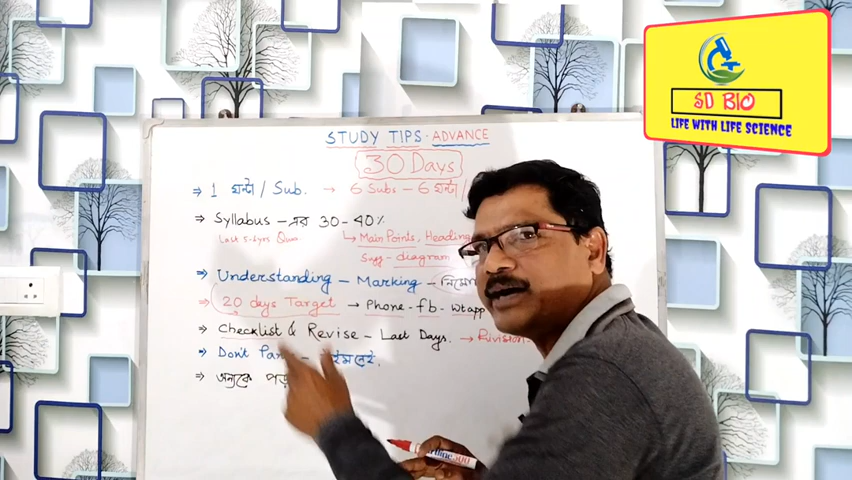 SD BIO
LIFE WITH LIFE SCIENCE
STUDY TIPS - ADVANCE
30 Days
⇒ 1 ঘন্টা / Sub. → 6 Subs - 6 ঘন্টা /
⇒ Syllabus - এর 30-40%
Last 5-6yrs Ques
↳ Main Points, Heading
diagram
⇒ Understanding - Marking -
⇒ 20 days Target → Phone - fb - Wtapp
⇒ Checklist & Revise - Last Days. → Revision
⇒ Don't
⇒ অন্যকে